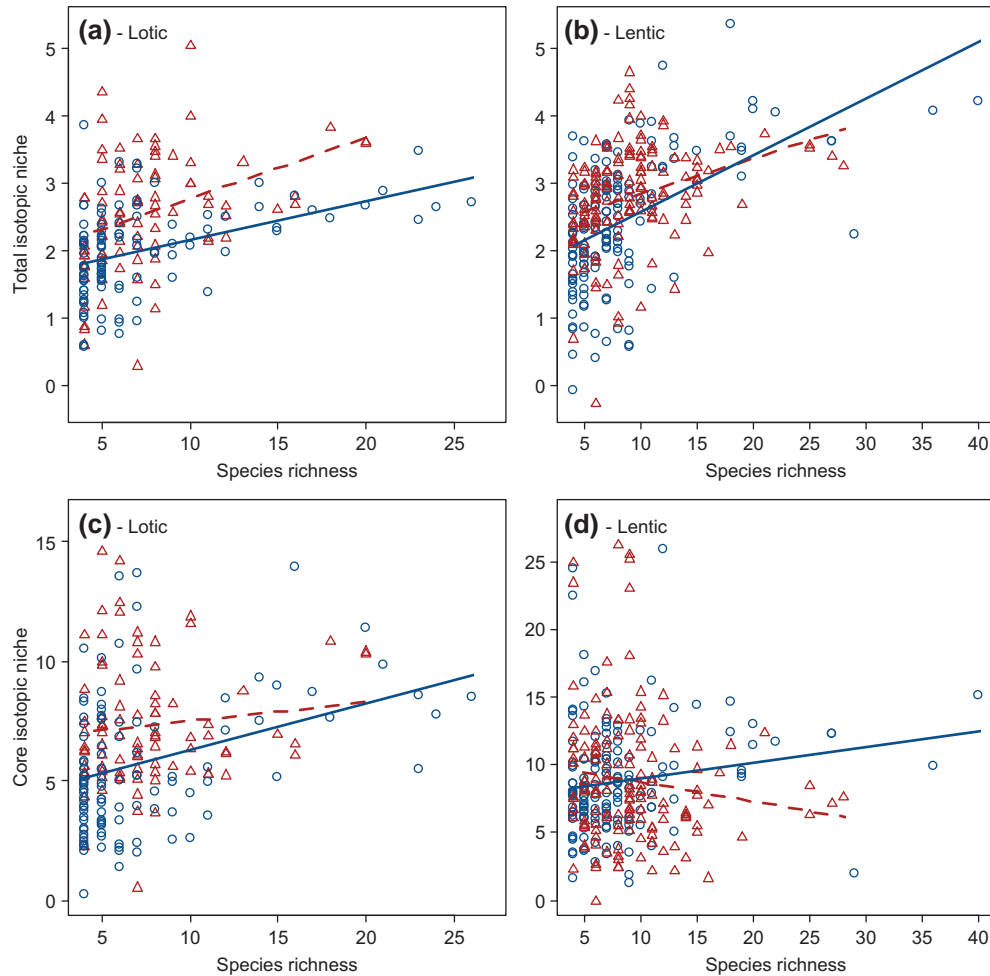 (a) - Lotic
Total isotopic niche
5
4
3
2
1
0
5 10 15 20 25
Species richness
(b) - Lentic
5
4
3
2
1
0
5 10 15 20 25 30 35 40
Species richness
(c) - Lotic
Core isotopic niche
15
10
5
0
5 10 15 20 25
Species richness
(d) - Lentic
25
20
15
10
5
0
5 10 15 20 25 30 35 40
Species richness